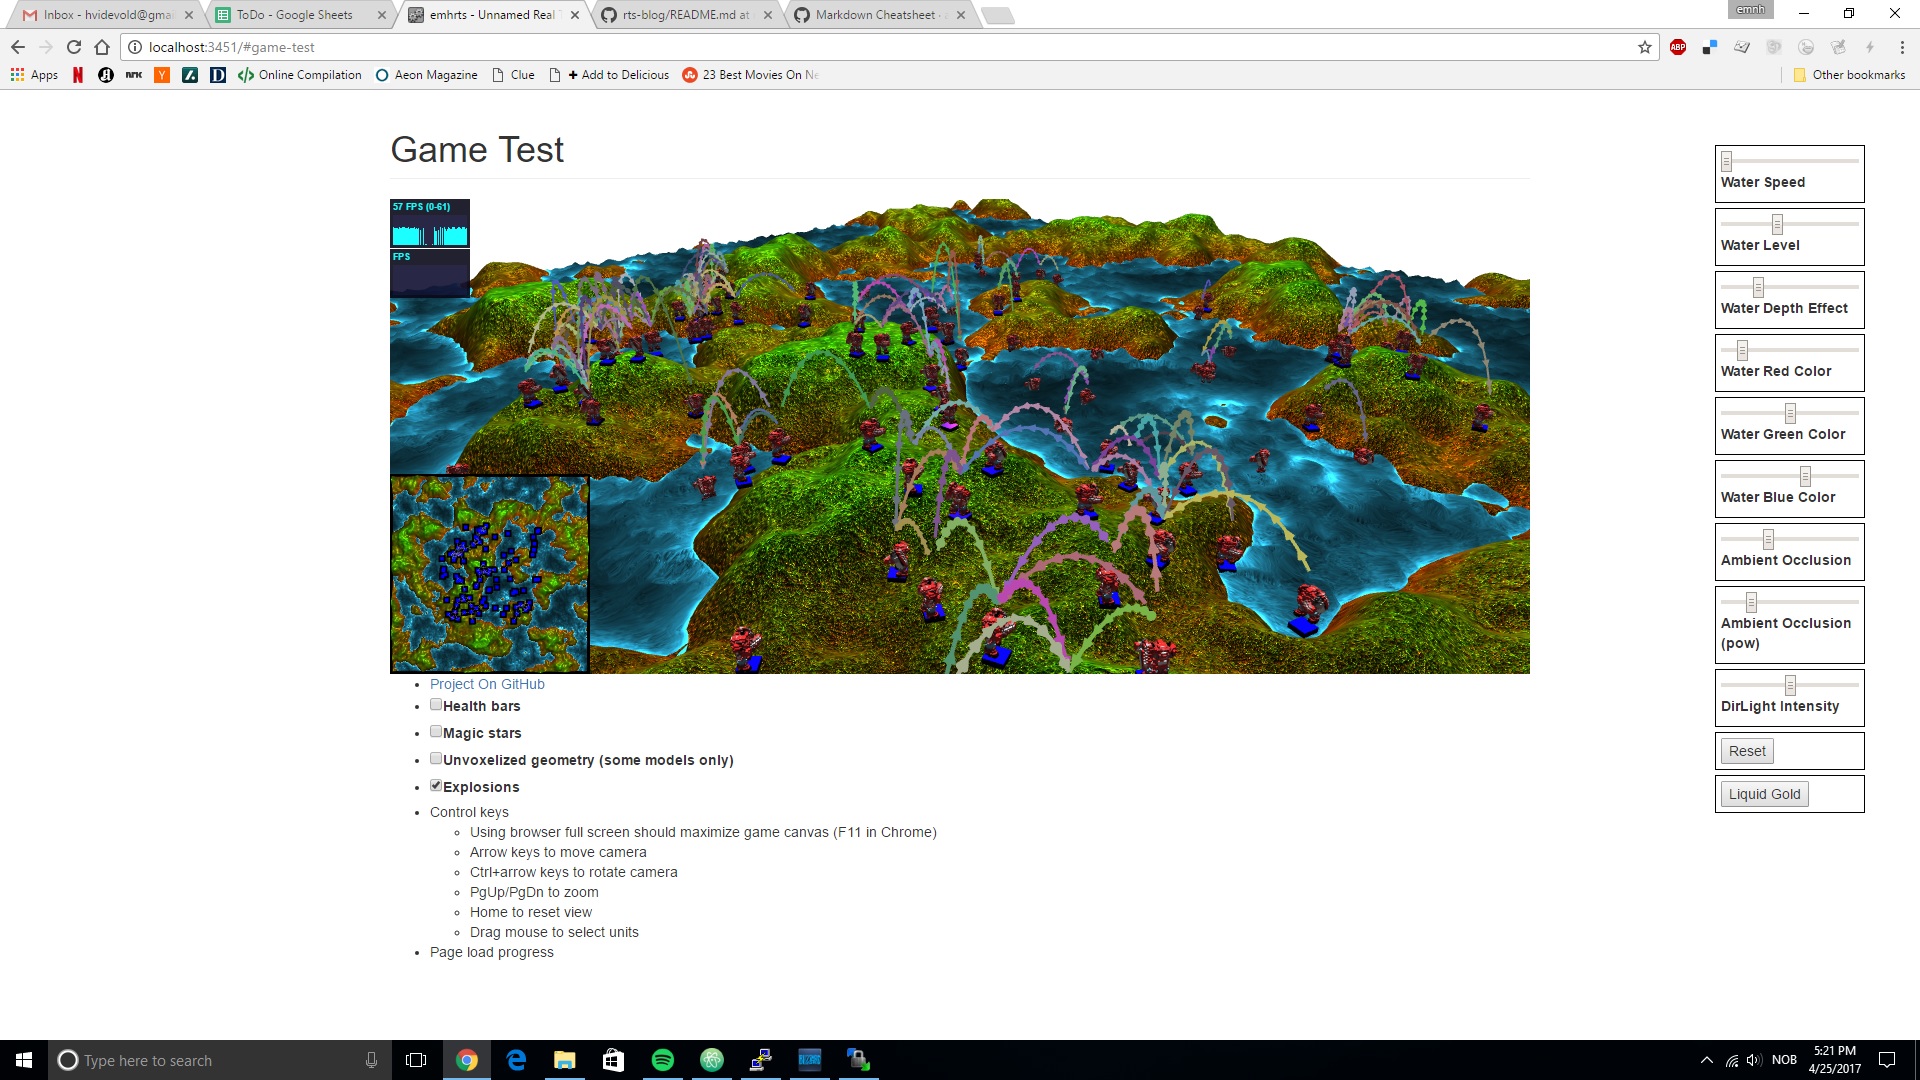 Inbox - hvidevold@gma
ToDo - Google Sheets
emhrts - Unnamed Real T
rts-blog/README.md at
Markdown Cheatsheet ·
emnh
localhost:3451/#game-test
ABP
Apps
N
nrk
Y
D
Online Compilation
Aeon Magazine
Clue
+ Add to Delicious
23 Best Movies On Ne
Other bookmarks
Game Test
57 FPS (0-61)
FPS
Water Speed
Water Level
Water Depth Effect
Water Red Color
Water Green Color
Water Blue Color
Ambient Occlusion
Ambient Occlusion
(pow)
DirLight Intensity
Reset
Liquid Gold
Project On GitHub
Health bars
Magic stars
Unvoxelized geometry (some models only)
Explosions
Control keys
Using browser full screen should maximize game canvas (F11 in Chrome)
Arrow keys to move camera
Ctrl+arrow keys to rotate camera
PgUp/PgDn to zoom
Home to reset view
Drag mouse to select units
Page load progress
Type here to search
NOB
5:21 PM
4/25/2017